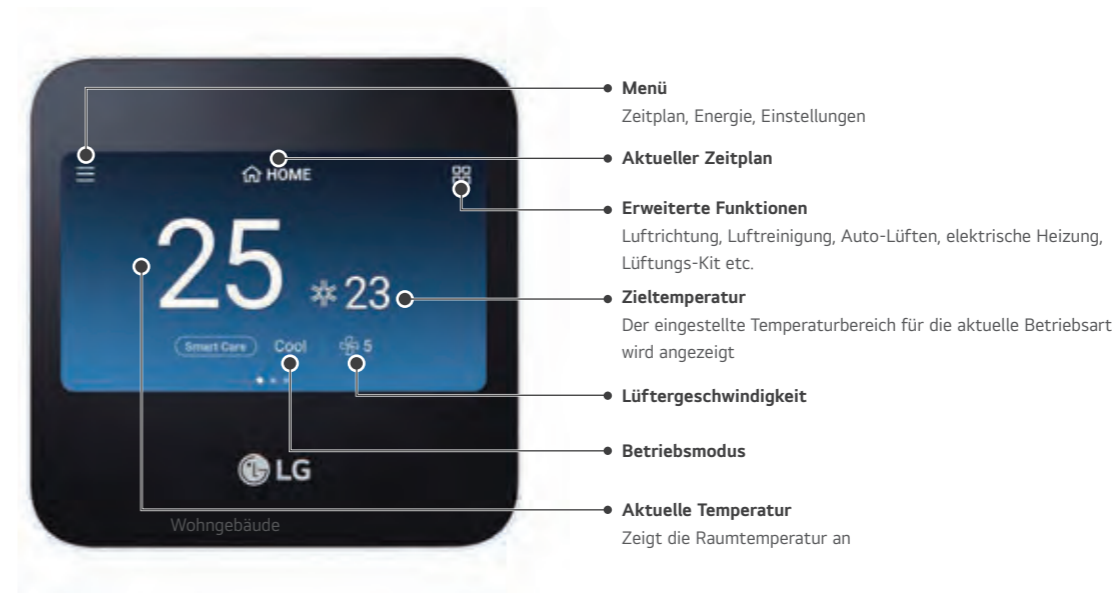 Menü
Zeitplan, Energie, Einstellungen
Aktueller Zeitplan
HOME
Erweiterte Funktionen
Luftrichtung, Luftreinigung, Auto-Lüften, elektrische Heizung,
Lüftungs-Kit etc.
25
23
Zieltemperatur
Der eingestellte Temperaturbereich für die aktuelle Betriebsart
wird angezeigt
Smart Care Cool 5
Lüftergeschwindigkeit
Betriebsmodus
LG
Aktuelle Temperatur
Zeigt die Raumtemperatur an
Wohngebäude